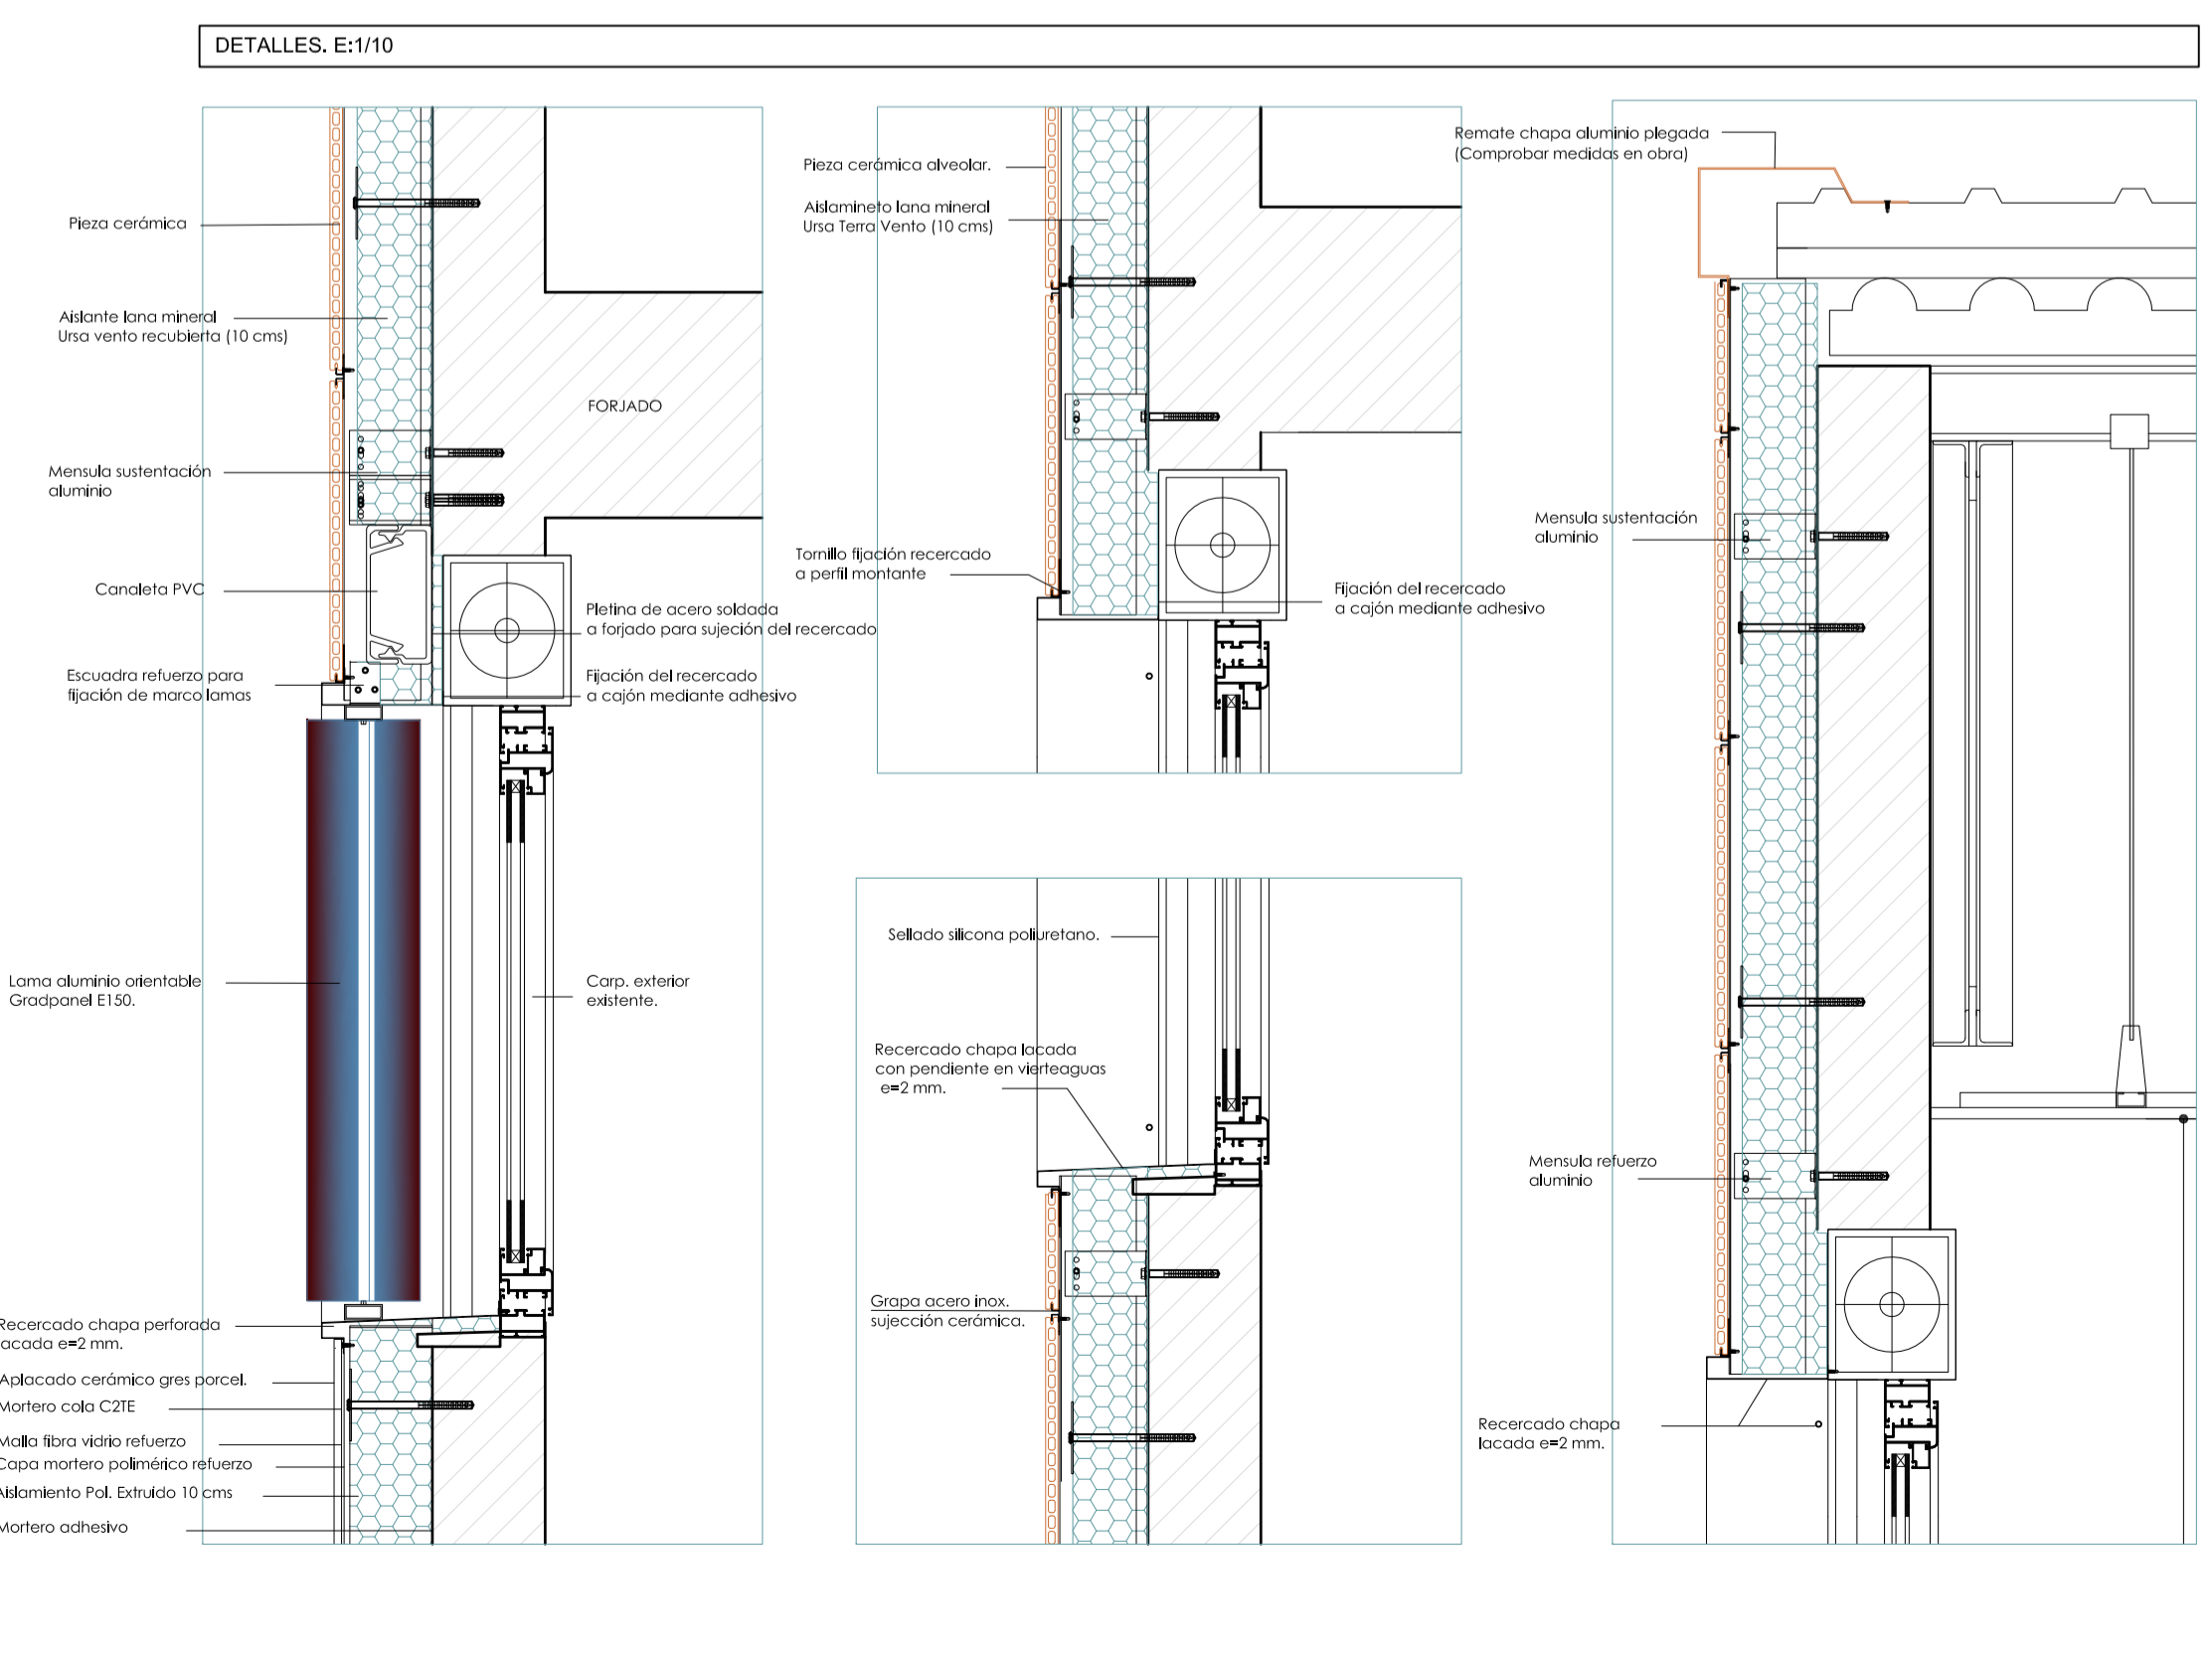 DETALLES. E:1/10
Pieza cerámica
Aislante lana mineral
Ursa vento recubierta (10 cms)
FORJADO
Mensula sustentación
aluminio
Canaleta PVC
Pletina de acero soldada
a forjado para sujeción del recercado
Escuadra refuerzo para
fijación de marco lamas
Fijación del recercado
a cajón mediante adhesivo
Lama aluminio orientable
Gradpanel E150.
Carp. exterior
existente.
Recercado chapa perforada
lacada e=2 mm.
Aplacado cerámico gres porcel.
Mortero cola C2TE
Malla fibra vidrio refuerzo
Capa mortero polimérico refuerzo
Aislamiento Pol. Extruido 10 cms
Mortero adhesivo
Pieza cerámica alveolar.
Aislamineto lana mineral
Ursa Terra Vento (10 cms)
Tornillo fijación recercado
a perfil montante
Fijación del recercado
a cajón mediante adhesivo
Sellado silicona poliuretano.
Recercado chapa lacada
con pendiente en vierteaguas
e=2 mm.
Grapa acero inox.
sujección cerámica.
Remate chapa aluminio plegada
(Comprobar medidas en obra)
Mensula sustentación
aluminio
Mensula refuerzo
aluminio
Recercado chapa
lacada e=2 mm.